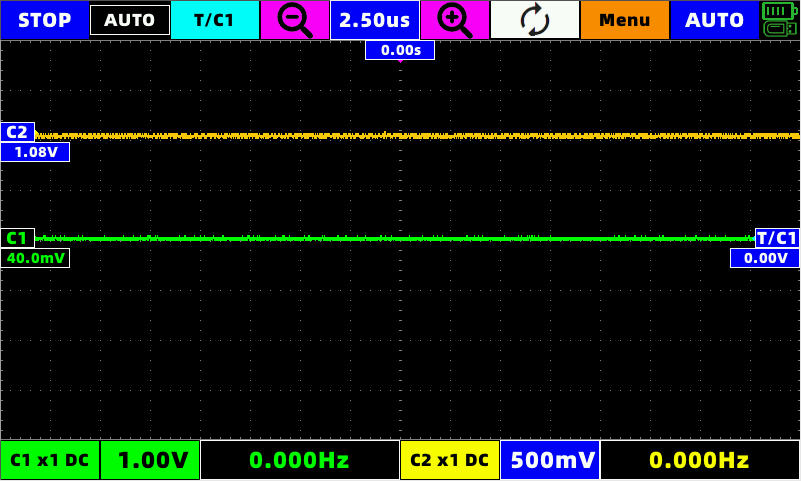 STOP AUTO T/C1 2.50us Menu AUTO
0.00s
C2
1.08V
C1 T/C1
40.0mV 0.00V
C1 x1 DC 1.00V 0.000Hz C2 x1 DC 500mV 0.000Hz